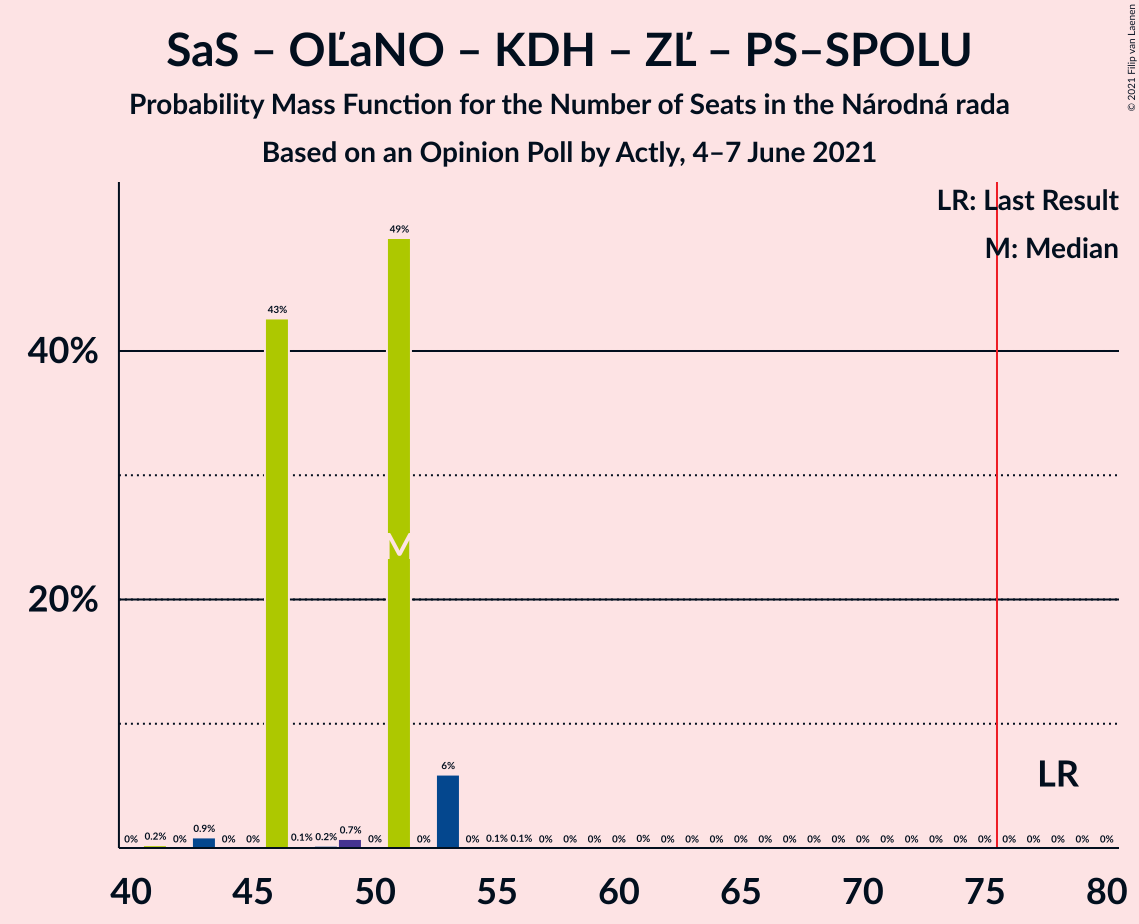 SaS – OĽaNO – KDH – ZĽ – PS–SPOLU
Probability Mass Function for the Number of Seats in the Národná rada
Based on an Opinion Poll by Actly, 4–7 June 2021
© 2021 Filip van Laenen
LR: Last Result
M: Median
49%
43%
40%
M
20%
LR
6%
0% 0.2% 0% 0.9% 0% 0% 0.1% 0.2% 0.7% 0% 0% 0% 0.1% 0.1% 0% 0% 0% 0% 0% 0% 0% 0% 0% 0% 0% 0% 0% 0% 0% 0% 0% 0% 0% 0% 0% 0% 0% 0%
40 45 50 55 60 65 70 75 80